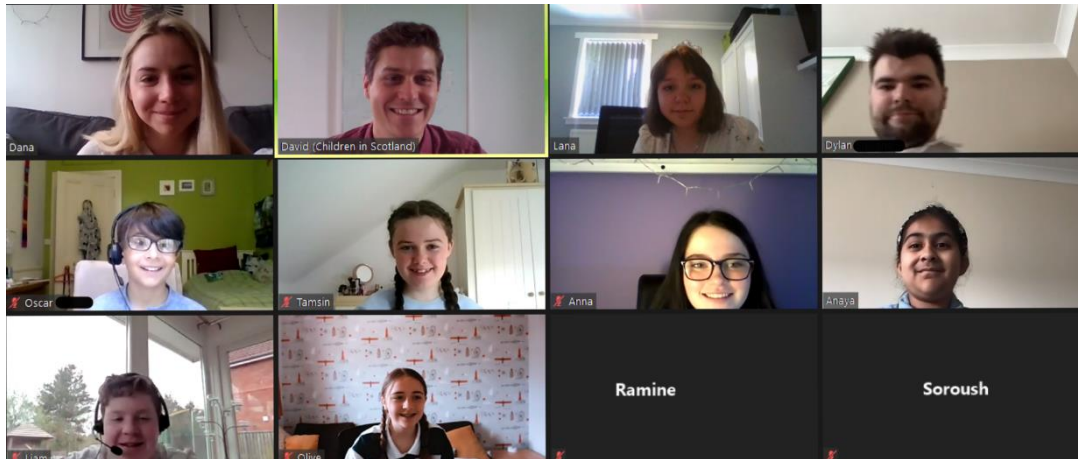 Dana
David (Children in Scotland)
Lana
Dylan
Oscar
Tamsin
Anna
Anaya
Liam
Olive
Ramine
Soroush